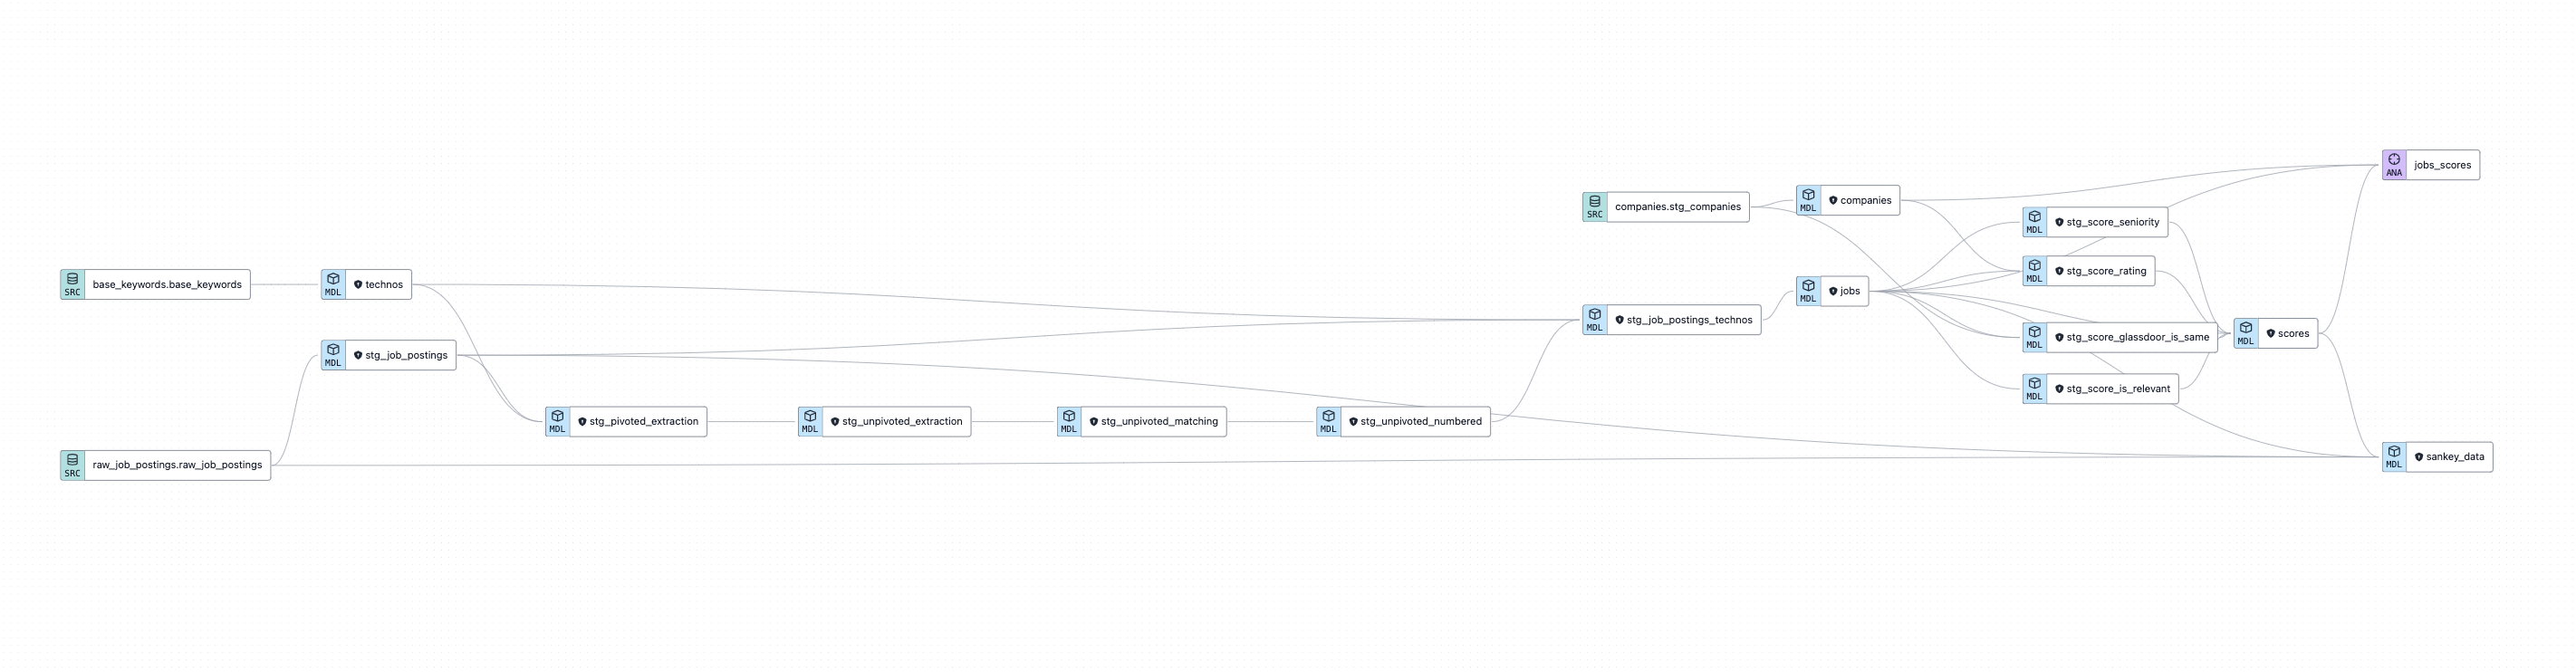 ANA
jobs_scores
SRC
companies.stg_companies
MDL
companies
MDL
stg_score_seniority
SRC
base_keywords.base_keywords
MDL
technos
MDL
stg_score_rating
MDL
jobs
MDL
stg_job_postings_technos
MDL
stg_score_glassdoor_is_same
MDL
scores
MDL
stg_job_postings
MDL
stg_score_is_relevant
MDL
stg_pivoted_extraction
MDL
stg_unpivoted_extraction
MDL
stg_unpivoted_matching
MDL
stg_unpivoted_numbered
SRC
raw_job_postings.raw_job_postings
MDL
sankey_data